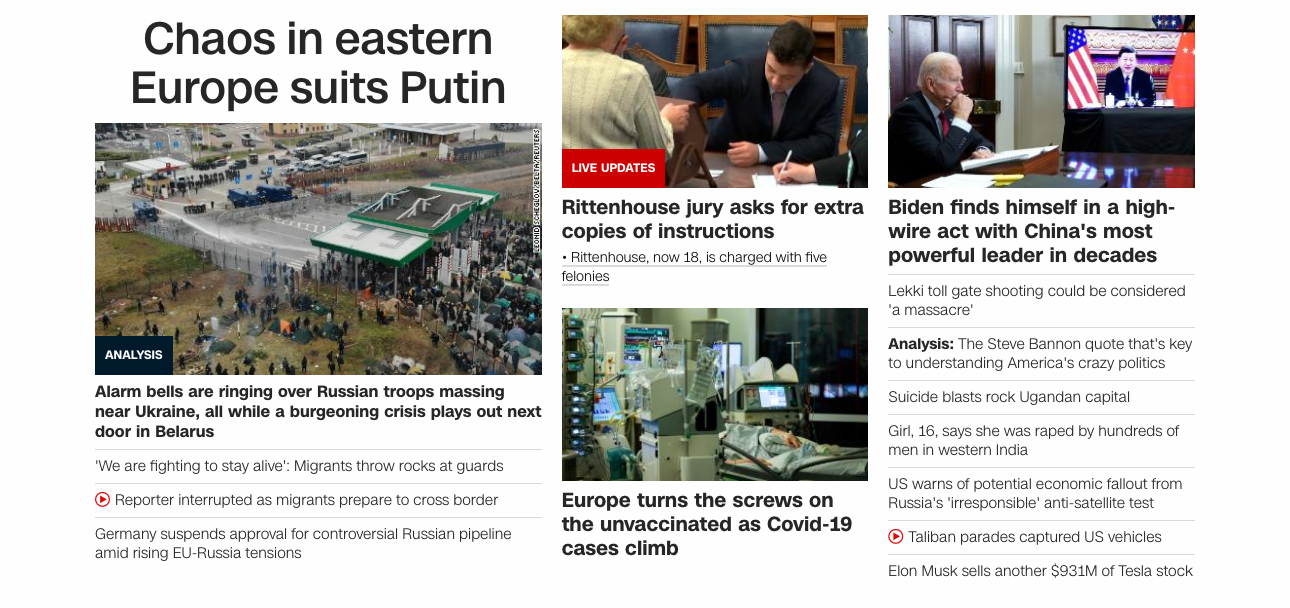 Chaos in eastern
Europe suits Putin
LEONID SCHEGLOV/BELTA/REUTERS
ANALYSIS
Alarm bells are ringing over Russian troops massing
near Ukraine, all while a burgeoning crisis plays out next
door in Belarus
'We are fighting to stay alive': Migrants throw rocks at guards
Reporter interrupted as migrants prepare to cross border
Germany suspends approval for controversial Russian pipeline
amid rising EU-Russia tensions
LIVE UPDATES
Rittenhouse jury asks for extra
copies of instructions
• Rittenhouse, now 18, is charged with five
felonies
Europe turns the screws on
the unvaccinated as Covid-19
cases climb
Biden finds himself in a high-
wire act with China's most
powerful leader in decades
Lekki toll gate shooting could be considered
'a massacre'
Analysis: The Steve Bannon quote that's key
to understanding America's crazy politics
Suicide blasts rock Ugandan capital
Girl, 16, says she was raped by hundreds of
men in western India
US warns of potential economic fallout from
Russia's 'irresponsible' anti-satellite test
Taliban parades captured US vehicles
Elon Musk sells another $931M of Tesla stock